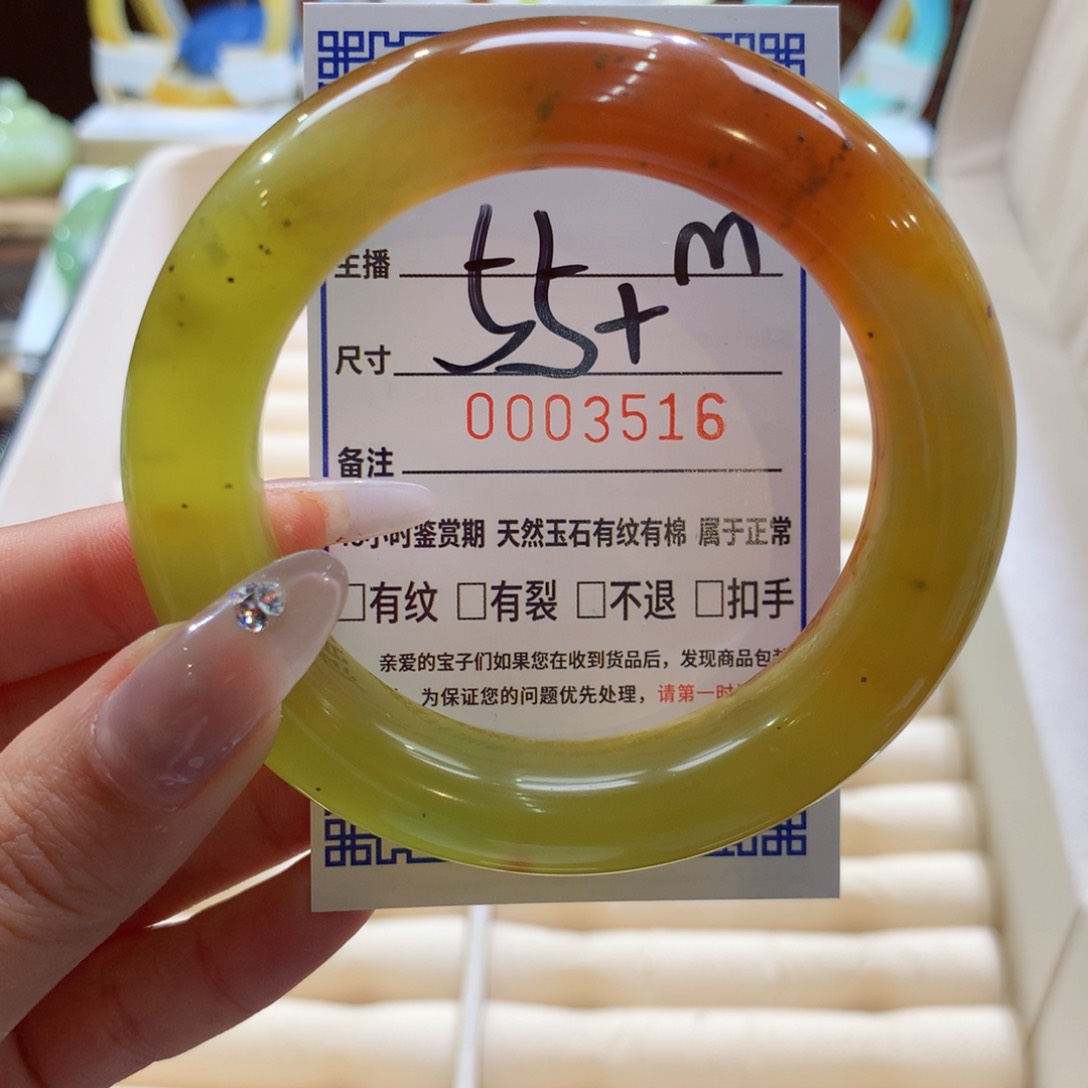 主播
M
尺寸
55+
0003516
备注
小时鉴赏期 天然玉石有纹有棉 属于正常
□有纹 □有裂 □不退 □扣手
亲爱的宝子们如果您在收到货品后，发现商品包
为保证您的问题优先处理，请第一时